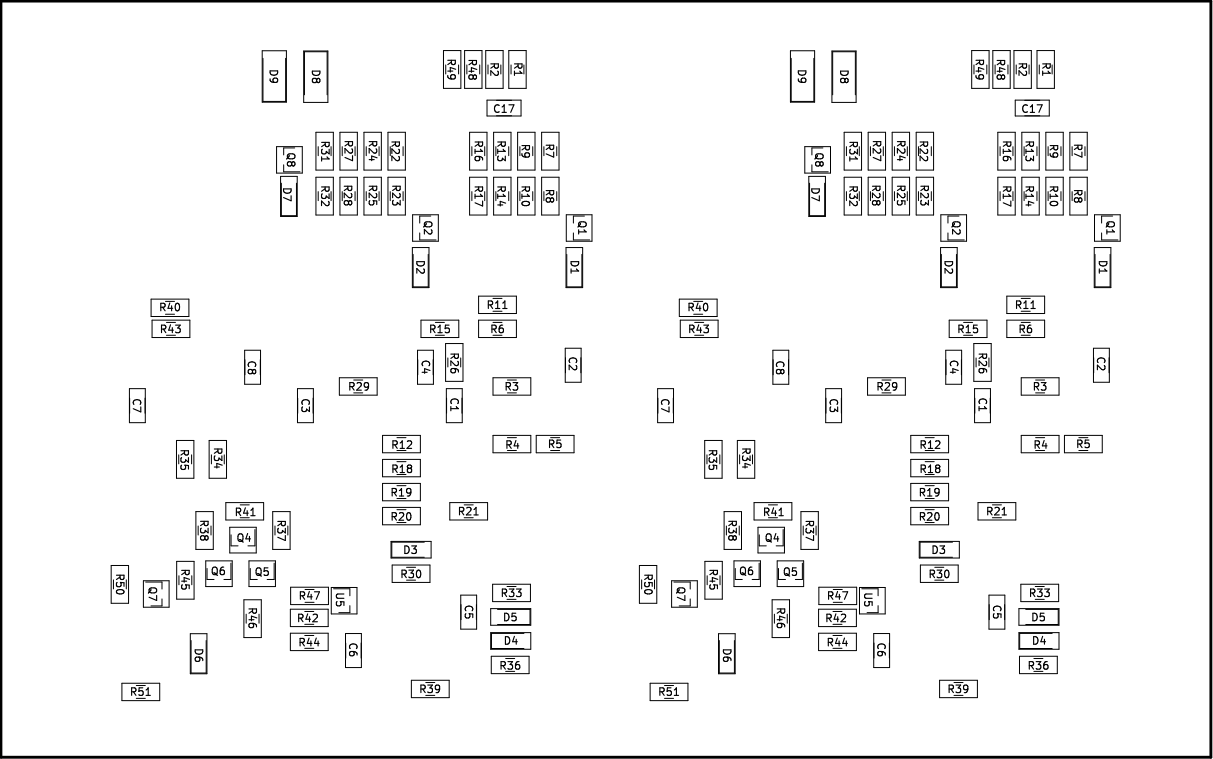 D9 D8 R49 R48 R2 R1 D9 D8 R49 R48 R2 R1
C17 C17
Q8 R31 R27 R24 R22 R16 R13 R9 R7 Q8 R31 R27 R24 R22 R16 R13 R9 R7
D7 R32 R28 R25 R23 R17 R14 R10 R8 D7 R32 R28 R25 R23 R17 R14 R10 R8
Q2 Q1 Q2 Q1
D2 D1 D2 D1
R40 R11 R40 R11
R43 R15 R6 R43 R15 R6
C8 C4 R26 C2 C8 C4 R26 C2
R29 R3 R29 R3
C7 C3 C1 C7 C3 C1
R12 R4 R5 R12 R4 R5
R35 R34 R18 R35 R34 R18
R19 R19
R41 R20 R21 R41 R20 R21
R38 Q4 R37 R38 Q4 R37
D3 D3
R50 R45 Q6 Q5 R30 R50 R45 Q6 Q5 R30
Q7 R47 U5 R33 Q7 R47 U5 R33
R46 R42 C5 D5 R46 R42 C5 D5
D6 R44 C6 D4 D6 R44 C6 D4
R36 R36
R51 R39 R51 R39